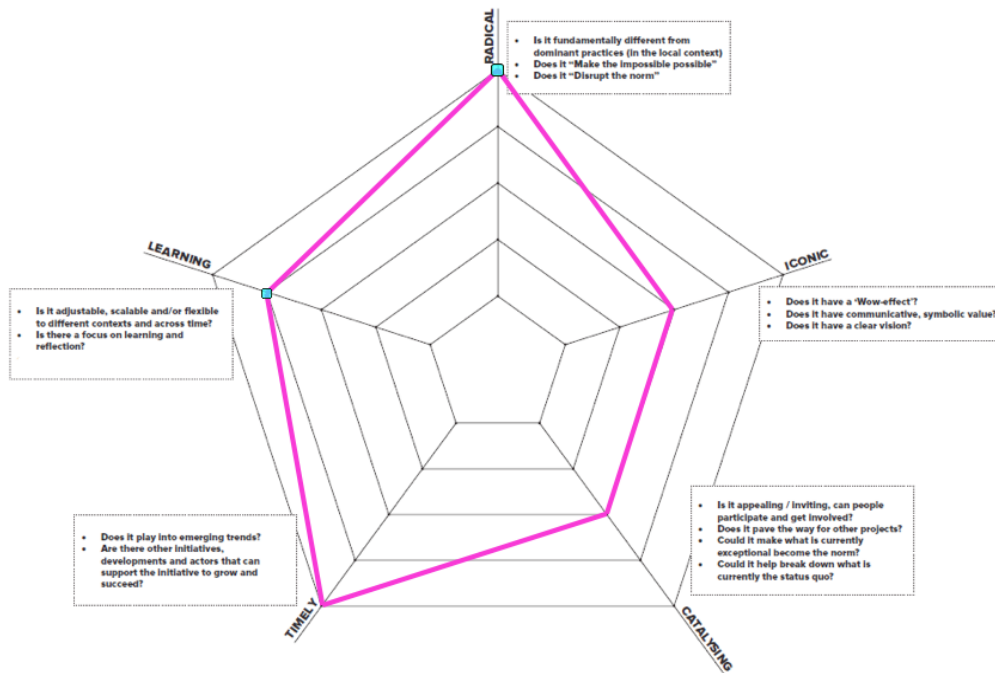 RADICAL
• Is it fundamentally different from
dominant practices (in the local context)
• Does it “Make the impossible possible”
• Does it “Disrupt the norm”
LEARNING
ICONIC
• Is it adjustable, scalable and/or flexible
to different contexts and across time?
• Is there a focus on learning and
reflection?
• Does it have a ‘Wow-effect’?
• Does it have communicative, symbolic value?
• Does it have a clear vision?
• Does it play into emerging trends?
• Are there other initiatives,
developments and actors that can
support the initiative to grow and
succeed?
• Is it appealing / inviting, can people
participate and get involved?
• Does it pave the way for other projects?
• Could it make what is currently
exceptional become the norm?
• Could it help break down what is
currently the status quo?
TIMELY
CATALYSING